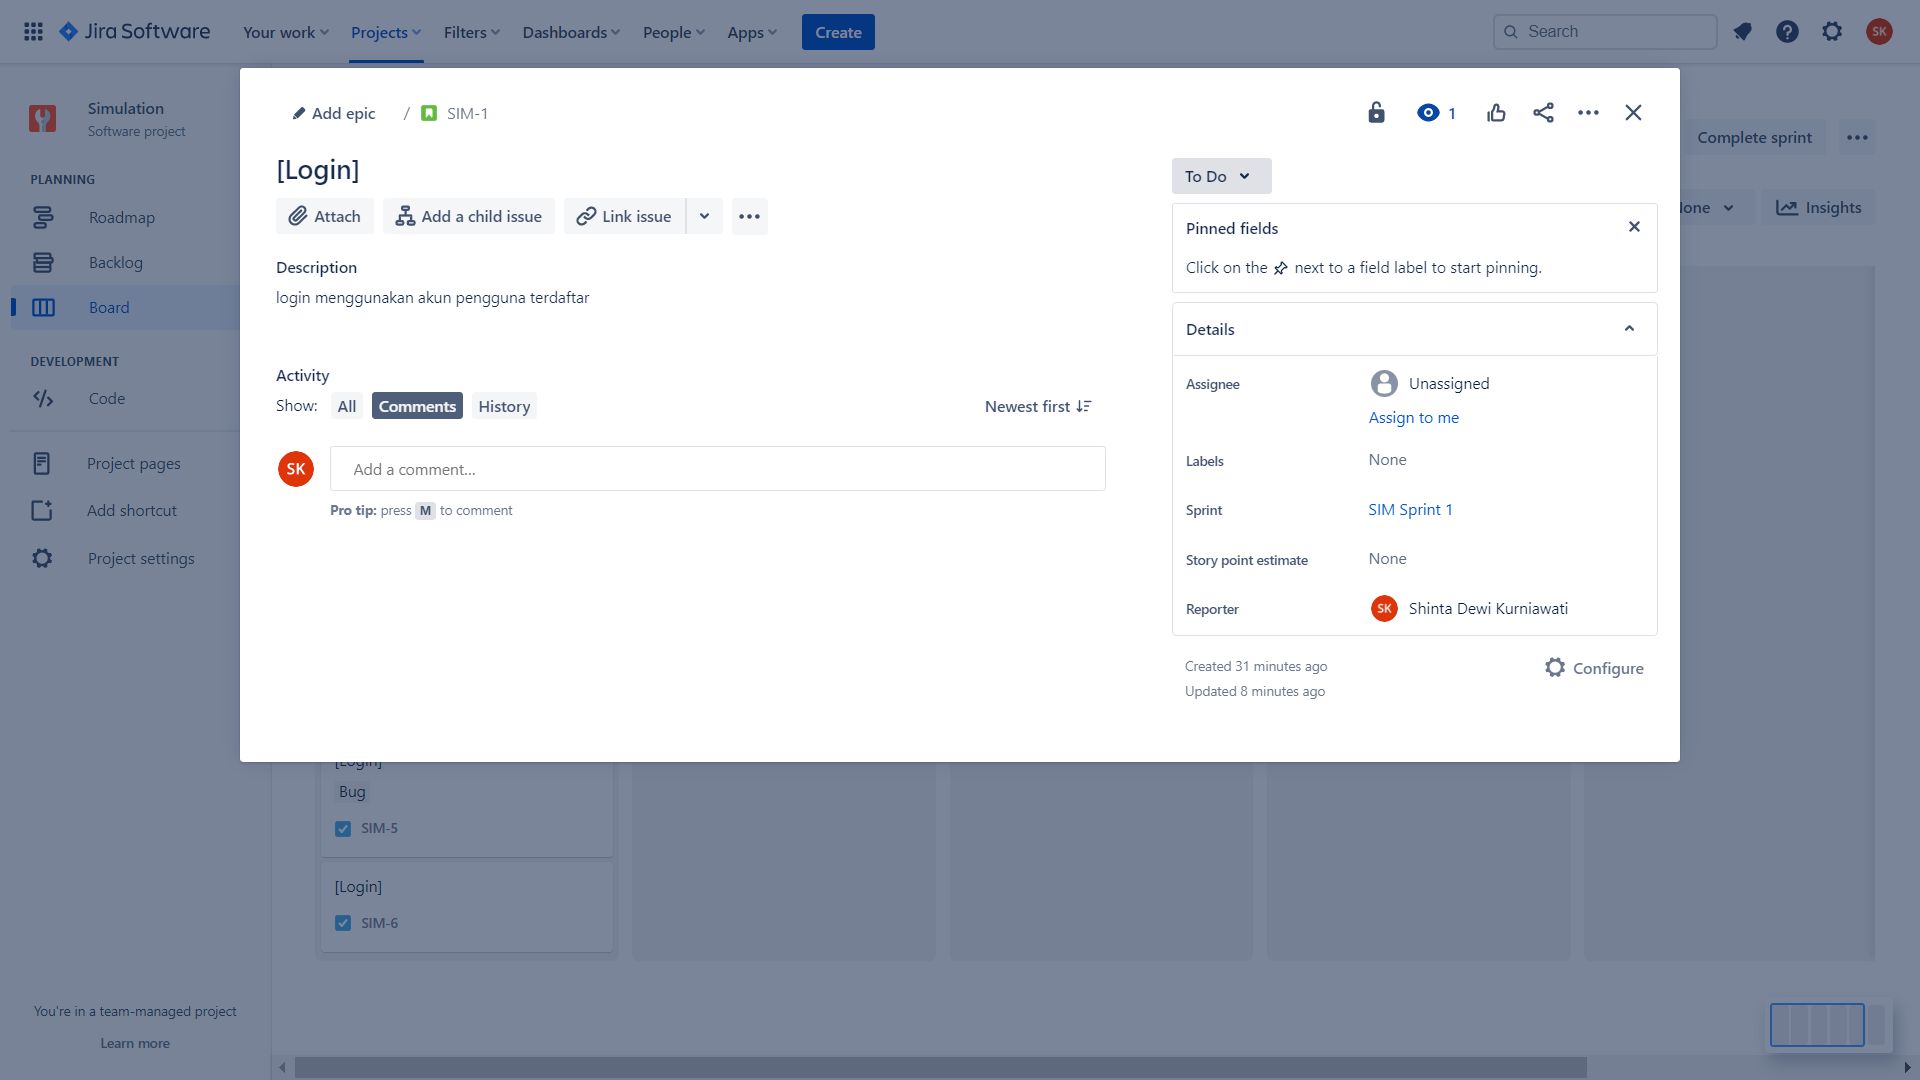 Jira Software
Your work
Projects
Filters
Dashboards
People
Apps
Create
Search
SK
Simulation
Software project
PLANNING
Roadmap
Backlog
Board
DEVELOPMENT
Code
Project pages
Add shortcut
Project settings
You're in a team-managed project
Learn more
Complete sprint
Insights
Add epic / SIM-1
1
[Login]
Attach
Add a child issue
Link issue
Description
login menggunakan akun pengguna terdaftar
Activity
Show: All Comments History
Newest first
SK
Add a comment...
Pro tip: press M to comment
To Do
Pinned fields
Click on the next to a field label to start pinning.
Details
Assignee
Unassigned
Assign to me
Labels
None
Sprint
SIM Sprint 1
Story point estimate
None
Reporter
SK Shinta Dewi Kurniawati
Created 31 minutes ago
Updated 8 minutes ago
Configure
[Login]
Bug
SIM-5
[Login]
SIM-6